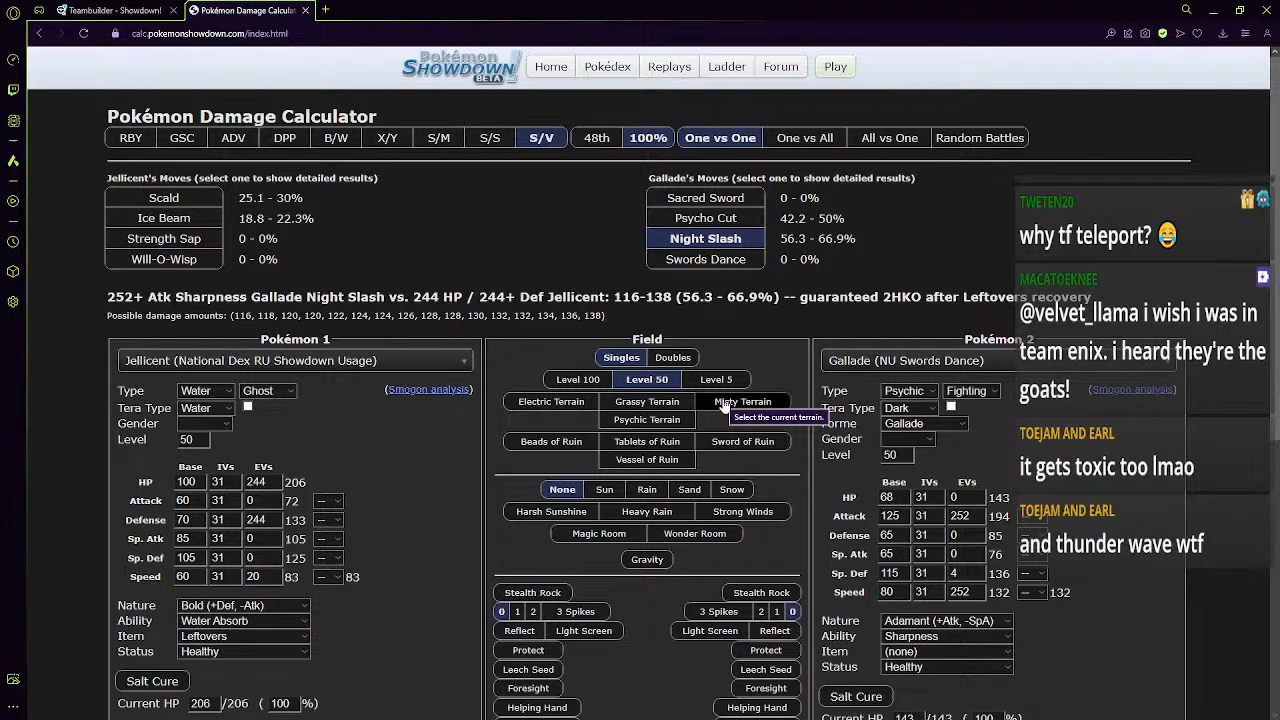 Teambuilder - Showdown!
Pokémon Damage Calculat
calc.pokemonshowdown.com/index.html
Pokémon
SHOWDOWN!
BETA
Home
Pokédex
Replays
Ladder
Forum
Play
Pokémon Damage Calculator
RBY GSC ADV DPP B/W X/Y S/M S/S S/V 48th 100% One vs One One vs All All vs One Random Battles
Jellicent's Moves (select one to show detailed results)
Scald 25.1 - 30%
Ice Beam 18.8 - 22.3%
Strength Sap 0 - 0%
Will-O-Wisp 0 - 0%
Gallade's Moves (select one to show detailed results)
Sacred Sword 0 - 0%
Psycho Cut 42.2 - 50%
Night Slash 56.3 - 66.9%
Swords Dance 0 - 0%
252+ Atk Sharpness Gallade Night Slash vs. 244 HP / 244+ Def Jellicent: 116-138 (56.3 - 66.9%) -- guaranteed 2HKO after Leftovers recovery
Possible damage amounts: (116, 118, 120, 120, 122, 124, 126, 126, 128, 128, 130, 132, 132, 134, 136, 138)
Pokémon 1
Jellicent (National Dex RU Showdown Usage)
Type Water Ghost (Smogon analysis)
Tera Type Water
Gender
Level 50
Base IVs EVs
HP 100 31 244 206
Attack 60 31 0 72 --
Defense 70 31 244 133 --
Sp. Atk 85 31 0 105 --
Sp. Def 105 31 0 125 --
Speed 60 31 20 83 -- 83
Nature Bold (+Def, -Atk)
Ability Water Absorb
Item Leftovers
Status Healthy
Salt Cure
Current HP 206 /206 ( 100 %)
Field
Singles Doubles
Level 100 Level 50 Level 5
Electric Terrain Grassy Terrain Misty Terrain
Psychic Terrain
Select the current terrain.
Beads of Ruin Tablets of Ruin Sword of Ruin
Vessel of Ruin
None Sun Rain Sand Snow
Harsh Sunshine Heavy Rain Strong Winds
Magic Room Wonder Room
Gravity
Stealth Rock Stealth Rock
0 1 2 3 Spikes 3 Spikes 2 1 0
Reflect Light Screen Light Screen Reflect
Protect Protect
Leech Seed Leech Seed
Foresight Foresight
Helping Hand Helping Hand
Pokémon 2
Gallade (NU Swords Dance)
Type Psychic Fighting (Smogon analysis)
Tera Type Dark
Forme Gallade
Gender
Level 50
Base IVs EVs
HP 68 31 0 143
Attack 125 31 252 194
Defense 65 31 0 85
Sp. Atk 65 31 0 76
Sp. Def 115 31 4 136 --
Speed 80 31 252 132 -- 132
Nature Adamant (+Atk, -SpA)
Ability Sharpness
Item (none)
Status Healthy
Salt Cure
Current HP 143 /143 ( 100 %)
TWETEN20
why tf teleport?
MACATOEKNEE
@velvet_llama i wish i was in
team enix. i heard they're the
goats!
TOEJAM AND EARL
it gets toxic too lmao
TOEJAM AND EARL
and thunder wave wtf